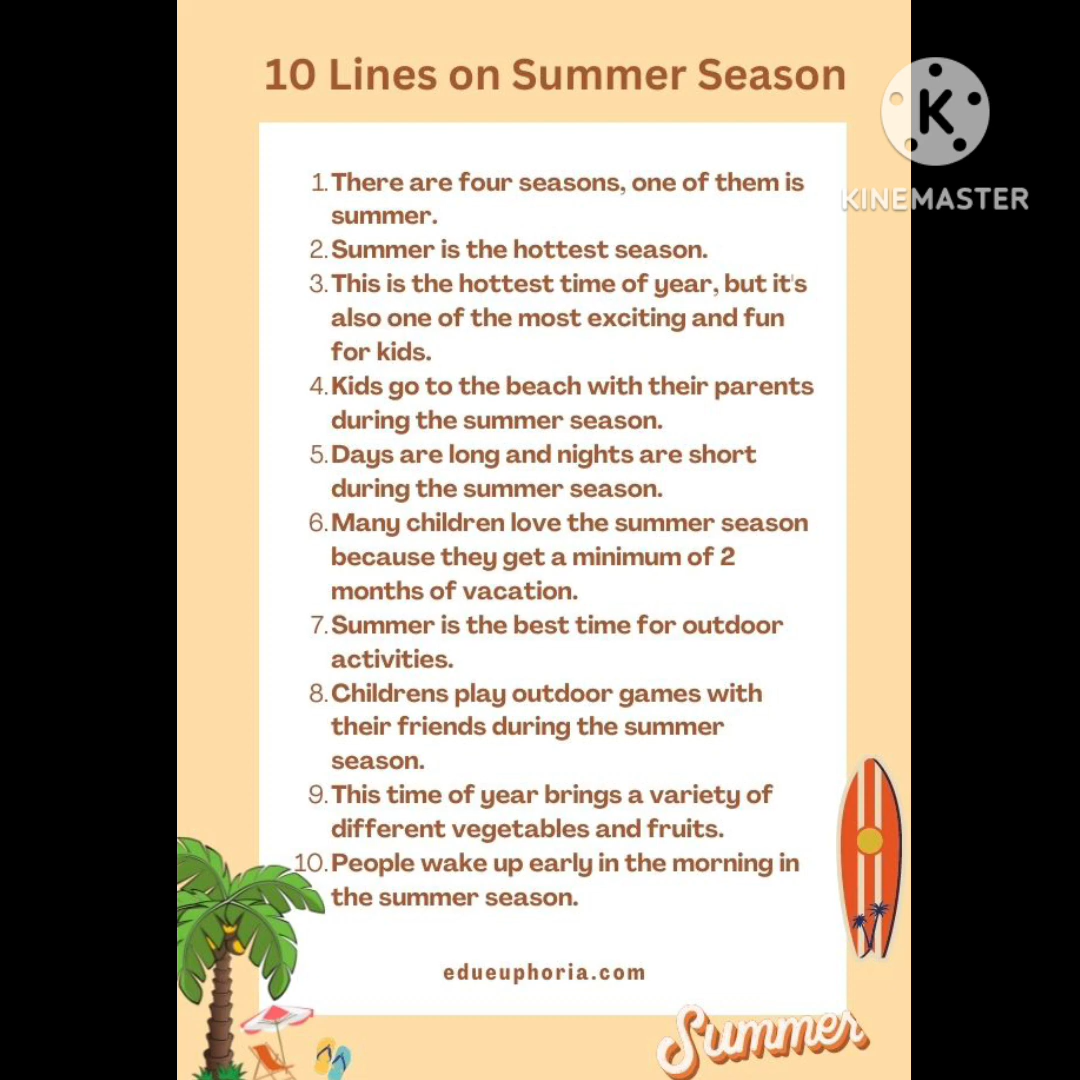 10 Lines on Summer Season
K
KINEMASTER
1. There are four seasons, one of them is
summer.
2. Summer is the hottest season.
3. This is the hottest time of year, but it's
also one of the most exciting and fun
for kids.
4. Kids go to the beach with their parents
during the summer season.
5. Days are long and nights are short
during the summer season.
6. Many children love the summer season
because they get a minimum of 2
months of vacation.
7. Summer is the best time for outdoor
activities.
8. Childrens play outdoor games with
their friends during the summer
season.
9. This time of year brings a variety of
different vegetables and fruits.
10. People wake up early in the morning in
the summer season.
edueuphoria.com
Summer